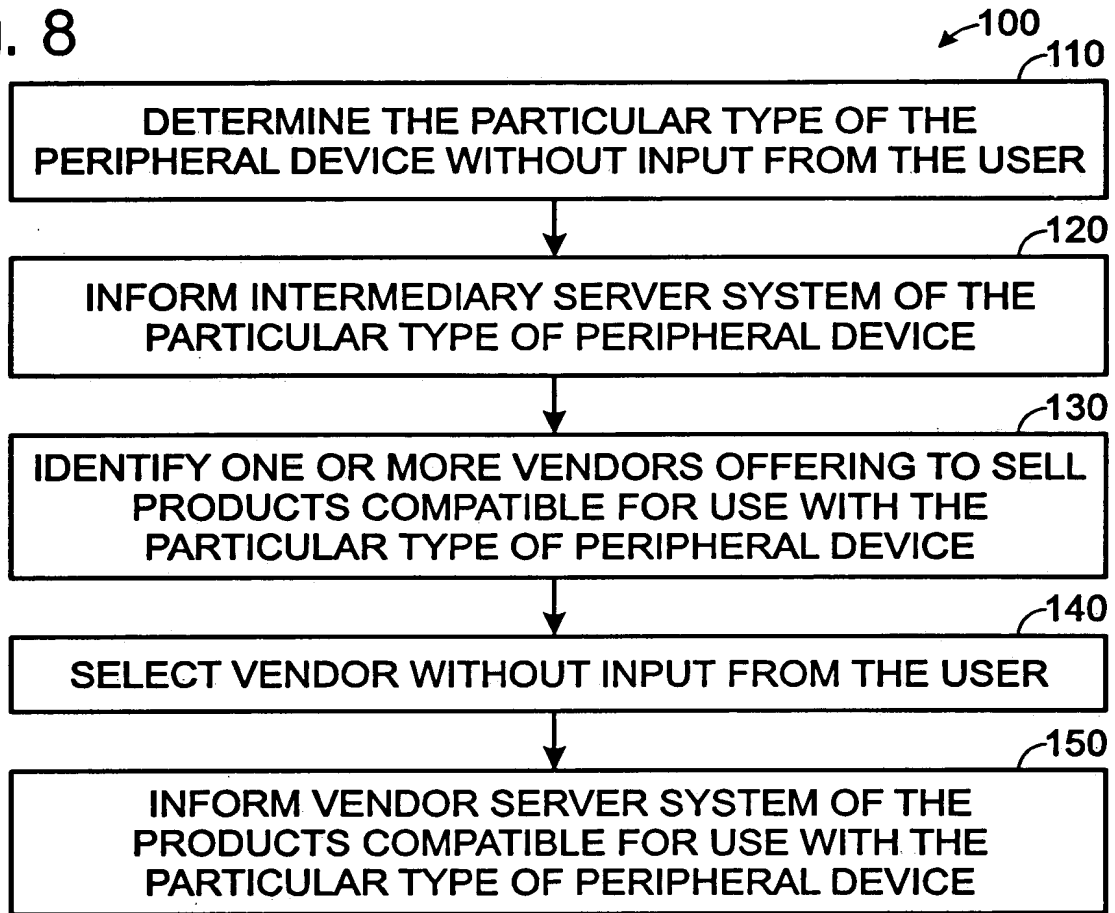 . 8
100
110
DETERMINE THE PARTICULAR TYPE OF THE
PERIPHERAL DEVICE WITHOUT INPUT FROM THE USER
120
INFORM INTERMEDIARY SERVER SYSTEM OF THE
PARTICULAR TYPE OF PERIPHERAL DEVICE
130
IDENTIFY ONE OR MORE VENDORS OFFERING TO SELL
PRODUCTS COMPATIBLE FOR USE WITH THE
PARTICULAR TYPE OF PERIPHERAL DEVICE
140
SELECT VENDOR WITHOUT INPUT FROM THE USER
150
INFORM VENDOR SERVER SYSTEM OF THE
PRODUCTS COMPATIBLE FOR USE WITH THE
PARTICULAR TYPE OF PERIPHERAL DEVICE